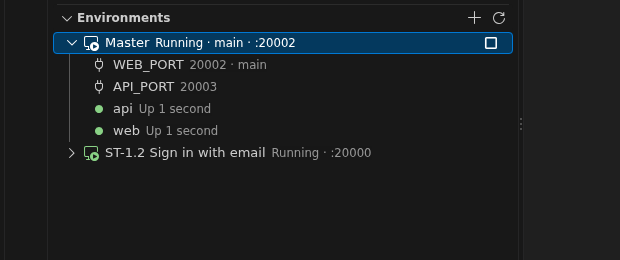 Environments
Master Running · main · :20002
WEB_PORT 20002 · main
API_PORT 20003
api Up 1 second
web Up 1 second
ST-1.2 Sign in with email Running · :20000